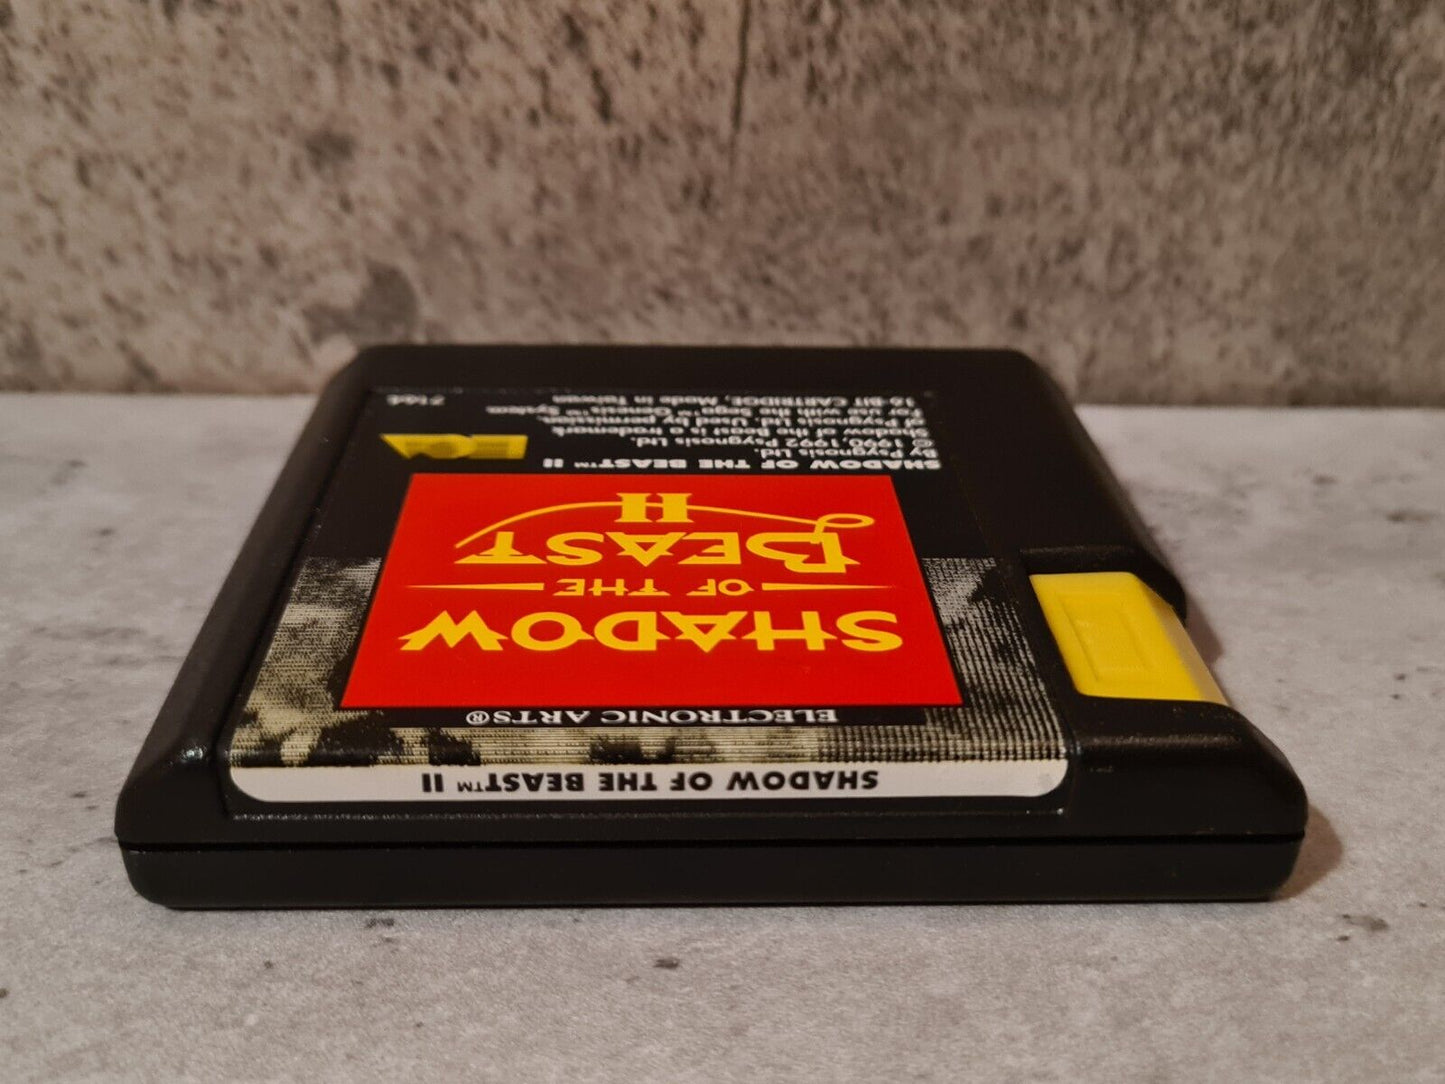 SHADOW OF THE BEAST™ II
ELECTRONIC ARTS®
SHADOW
OF THE
BEAST
II
SHADOW OF THE BEAST™ II
By Psygnosis Ltd.
© 1990, 1992 Psygnosis Ltd.
Shadow of the Beast is a trademark
of Psygnosis Ltd. Used by permission.
For use with the Sega™ Genesis™ System.
16-BIT CARTRIDGE, Made in Taiwan
EA